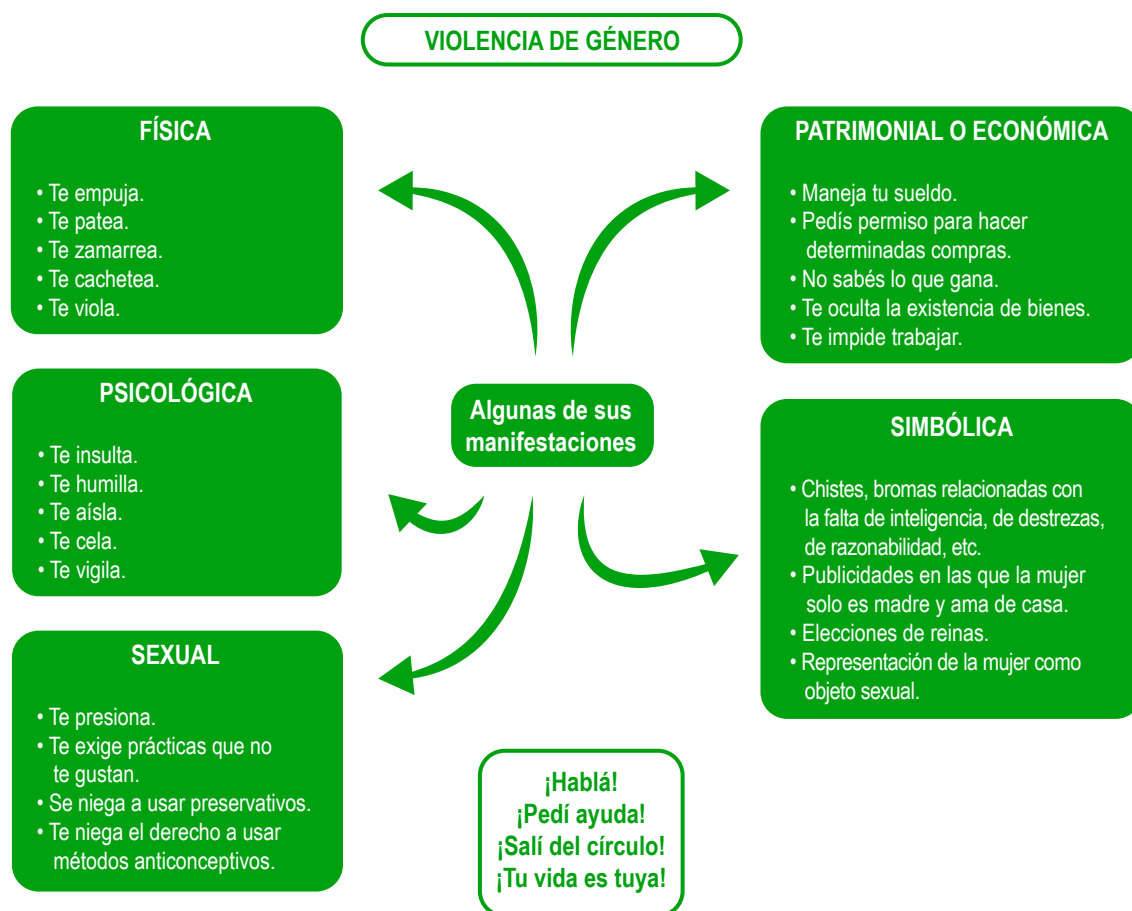 VIOLENCIA DE GÉNERO
FÍSICA
• Te empuja.
• Te patea.
• Te zamarrea.
• Te cachetea.
• Te viola.
PSICOLÓGICA
• Te insulta.
• Te humilla.
• Te aísla.
• Te cela.
• Te vigila.
SEXUAL
• Te presiona.
• Te exige prácticas que no
te gustan.
• Se niega a usar preservativos.
• Te niega el derecho a usar
métodos anticonceptivos.
Algunas de sus
manifestaciones
PATRIMONIAL O ECONÓMICA
• Maneja tu sueldo.
• Pedís permiso para hacer
determinadas compras.
• No sabés lo que gana.
• Te oculta la existencia de bienes.
• Te impide trabajar.
SIMBÓLICA
• Chistes, bromas relacionadas con
la falta de inteligencia, de destrezas,
de razonabilidad, etc.
• Publicidades en las que la mujer
solo es madre y ama de casa.
• Elecciones de reinas.
• Representación de la mujer como
objeto sexual.
¡Hablá!
¡Pedí ayuda!
¡Salí del círculo!
¡Tu vida es tuya!